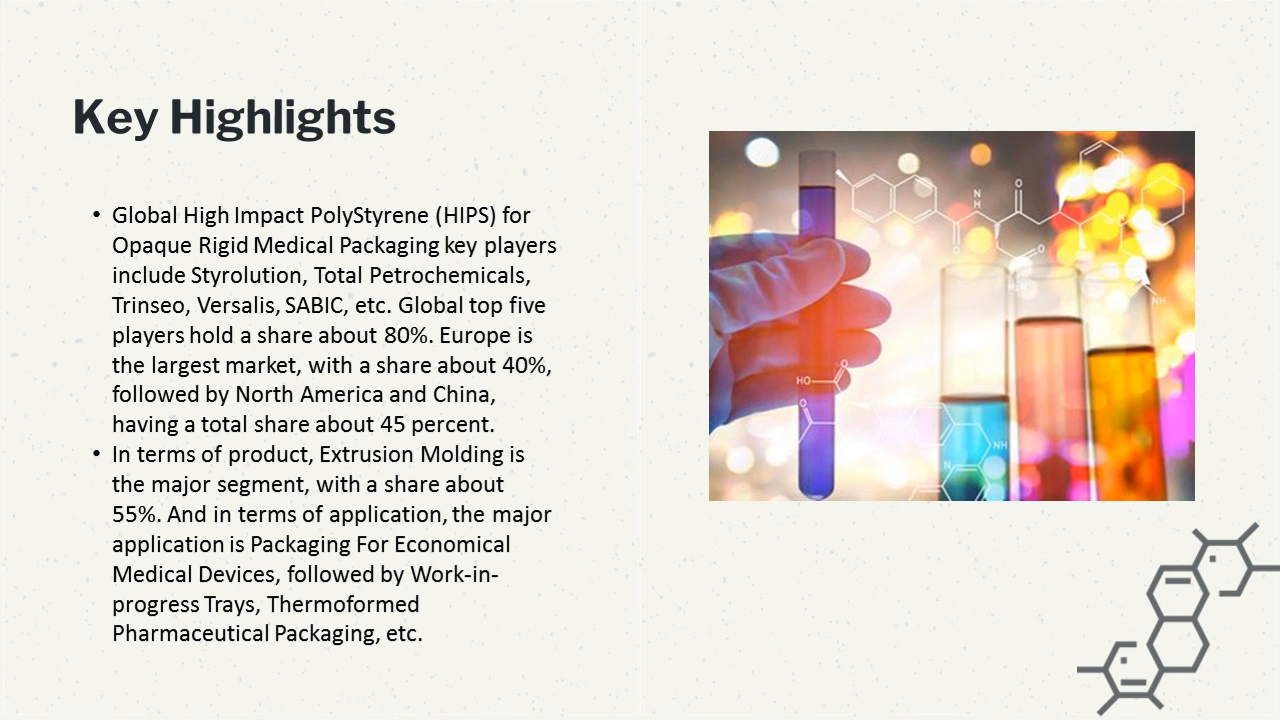 Key Highlights
• Global High Impact PolyStyrene (HIPS) for
Opaque Rigid Medical Packaging key players
include Styrolution, Total Petrochemicals,
Trinseo, Versalis, SABIC, etc. Global top five
players hold a share about 80%. Europe is
the largest market, with a share about 40%,
followed by North America and China,
having a total share about 45 percent.
• In terms of product, Extrusion Molding is
the major segment, with a share about
55%. And in terms of application, the major
application is Packaging For Economical
Medical Devices, followed by Work-in-
progress Trays, Thermoformed
Pharmaceutical Packaging, etc.
N
H
O
O
O
H₂N
NH
O
HO
O
NH
N